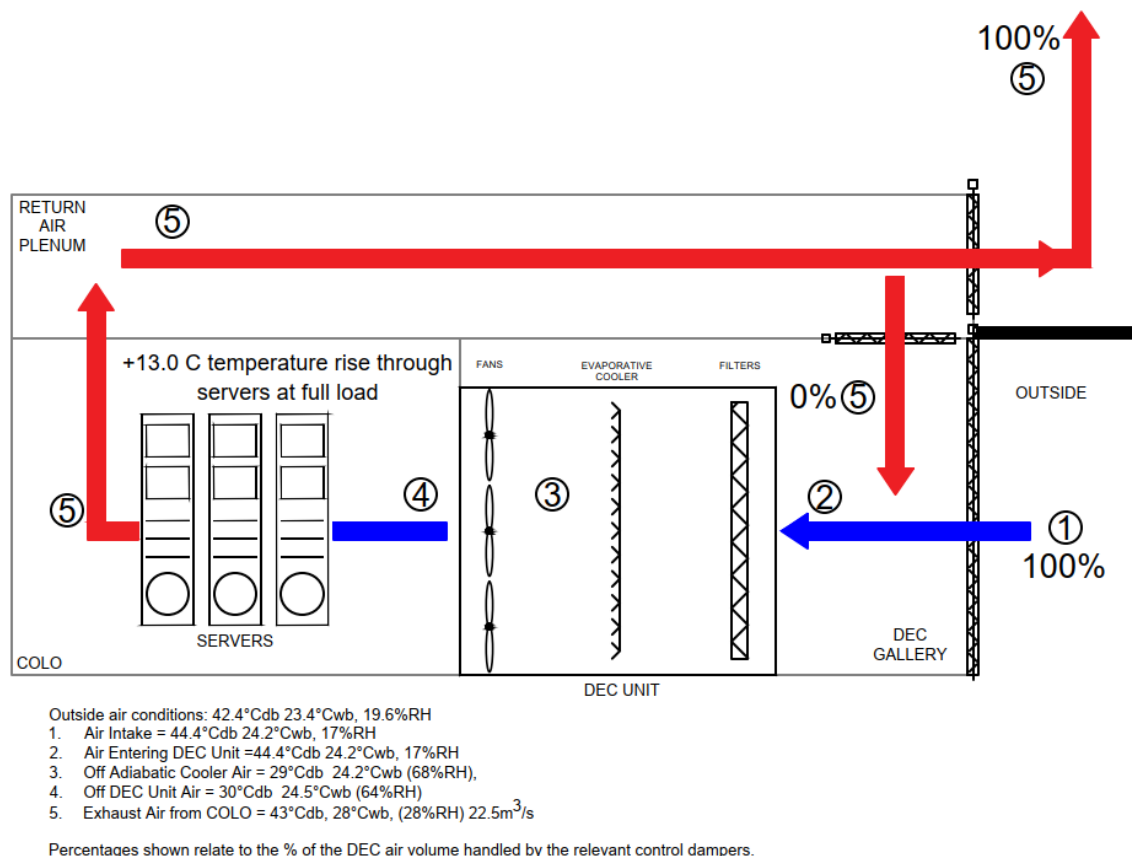 100%
⑤
RETURN
AIR
PLENUM
⑤
+13.0 C temperature rise through
servers at full load
FANS
EVAPORATIVE
COOLER
FILTERS
0%⑤
OUTSIDE
⑤
④
③
②
①
100%
SERVERS
COLO
DEC
GALLERY
DEC UNIT
Outside air conditions: 42.4°Cdb 23.4°Cwb, 19.6%RH
1. Air Intake = 44.4°Cdb 24.2°Cwb, 17%RH
2. Air Entering DEC Unit =44.4°Cdb 24.2°Cwb, 17%RH
3. Off Adiabatic Cooler Air = 29°Cdb 24.2°Cwb (68%RH),
4. Off DEC Unit Air = 30°Cdb 24.5°Cwb (64%RH)
5. Exhaust Air from COLO = 43°Cdb, 28°Cwb, (28%RH) 22.5m³/s
Percentages shown relate to the % of the DEC air volume handled by the relevant control dampers.